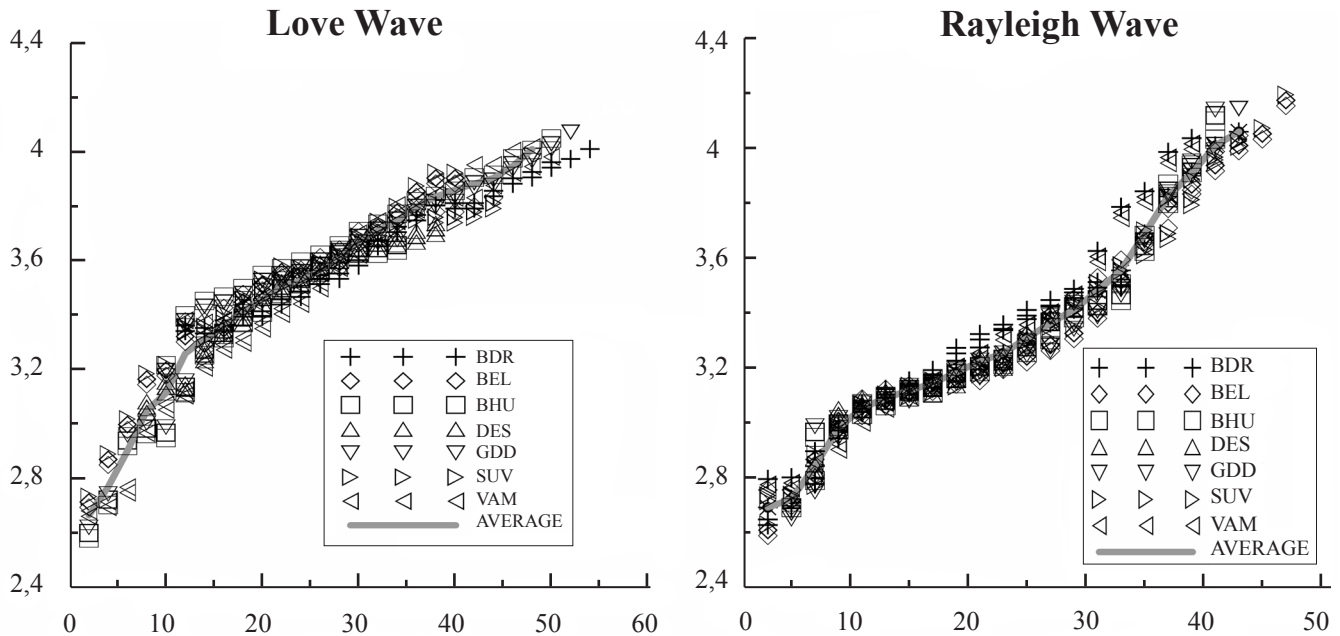 Love Wave
4,4
4
3,6
3,2
2,8
2,4
0 10 20 30 40 50 60
BDR
BEL
BHU
DES
GDD
SUV
VAM
AVERAGE
Rayleigh Wave
4,4
4
3,6
3,2
2,8
2,4
0 10 20 30 40 50
BDR
BEL
BHU
DES
GDD
SUV
VAM
AVERAGE